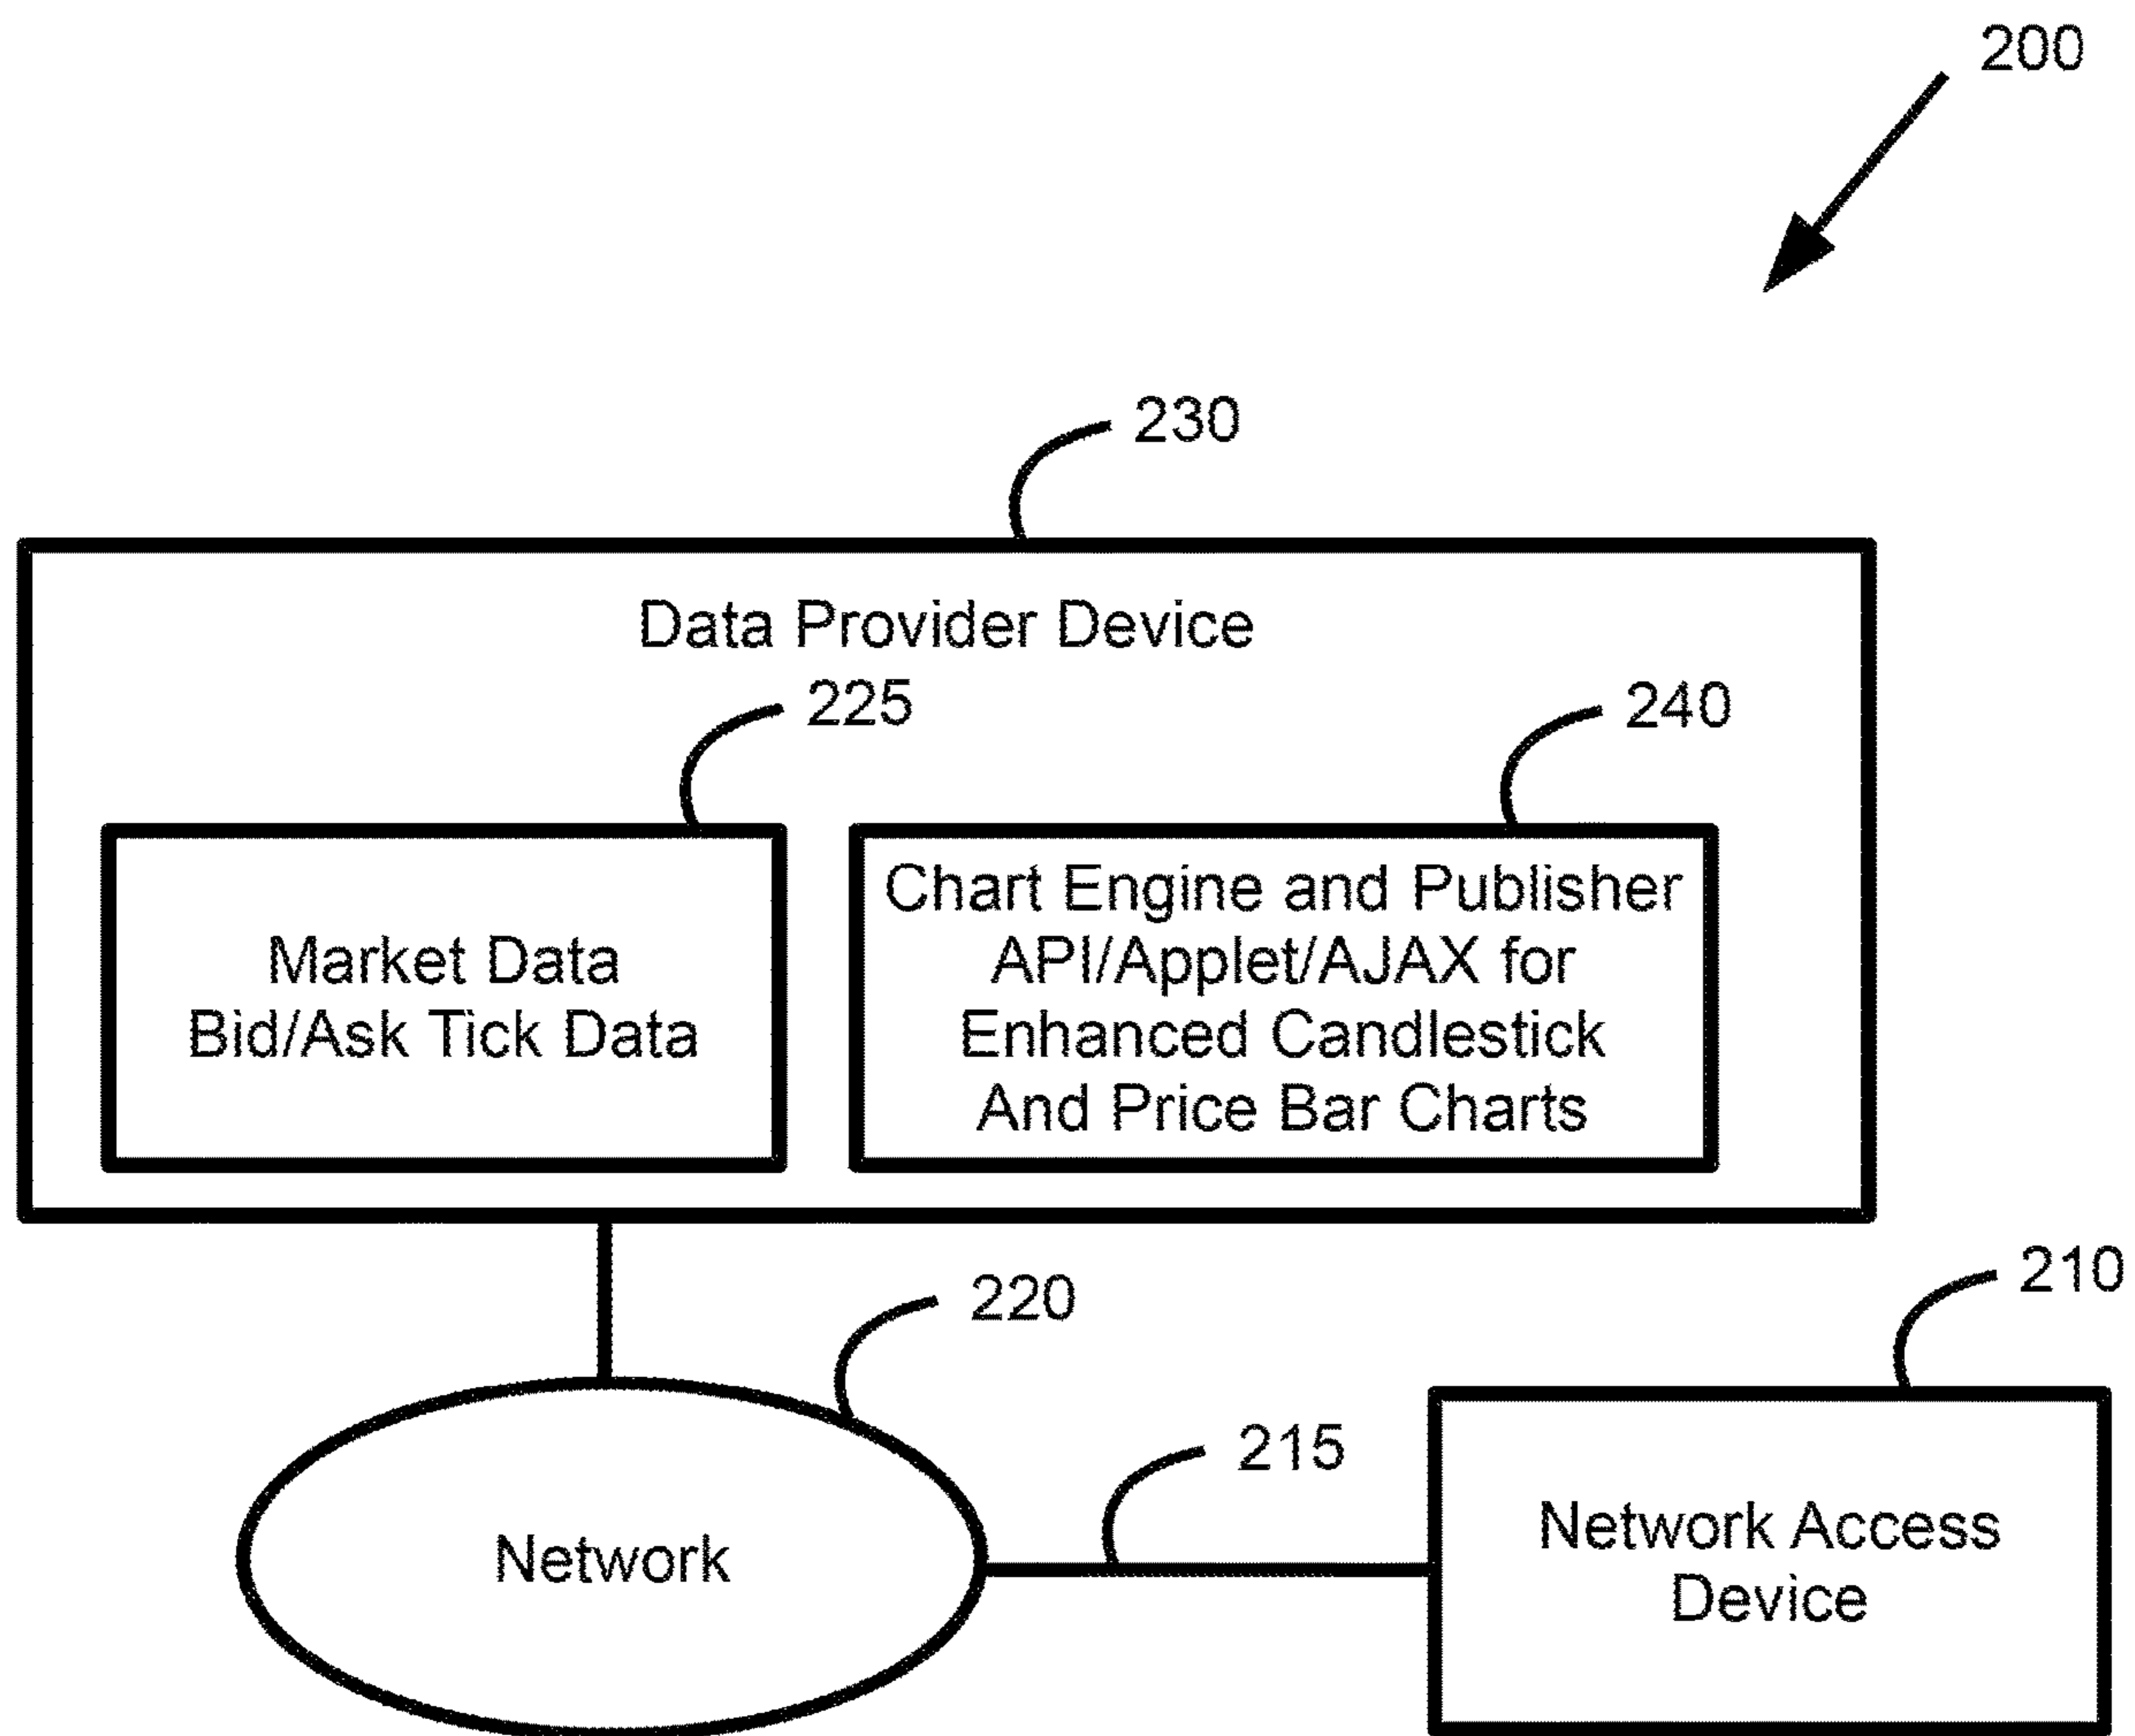 200
230
Data Provider Device
225
240
Market Data
Bid/Ask Tick Data
Chart Engine and Publisher
API/Applet/AJAX for
Enhanced Candlestick
And Price Bar Charts
220
210
215
Network
Network Access
Device